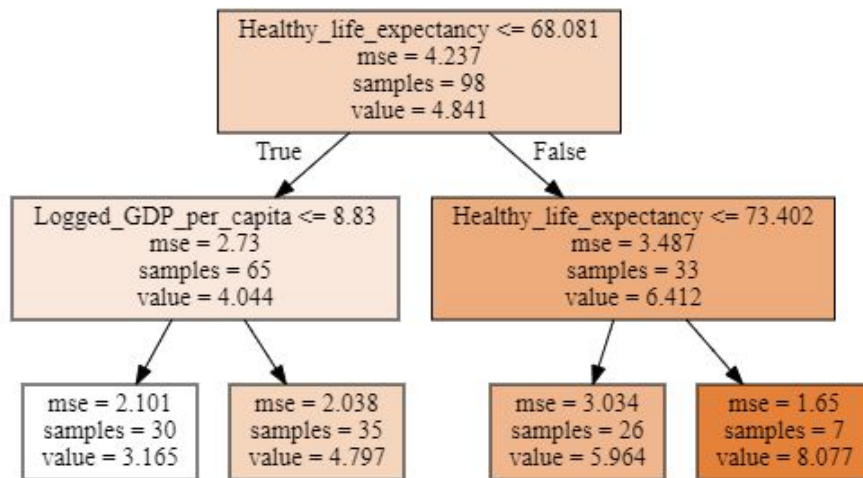 Healthy_life_expectancy <= 68.081
mse = 4.237
samples = 98
value = 4.841
True
False
Logged_GDP_per_capita <= 8.83
mse = 2.73
samples = 65
value = 4.044
Healthy_life_expectancy <= 73.402
mse = 3.487
samples = 33
value = 6.412
mse = 2.101
samples = 30
value = 3.165
mse = 2.038
samples = 35
value = 4.797
mse = 3.034
samples = 26
value = 5.964
mse = 1.65
samples = 7
value = 8.077